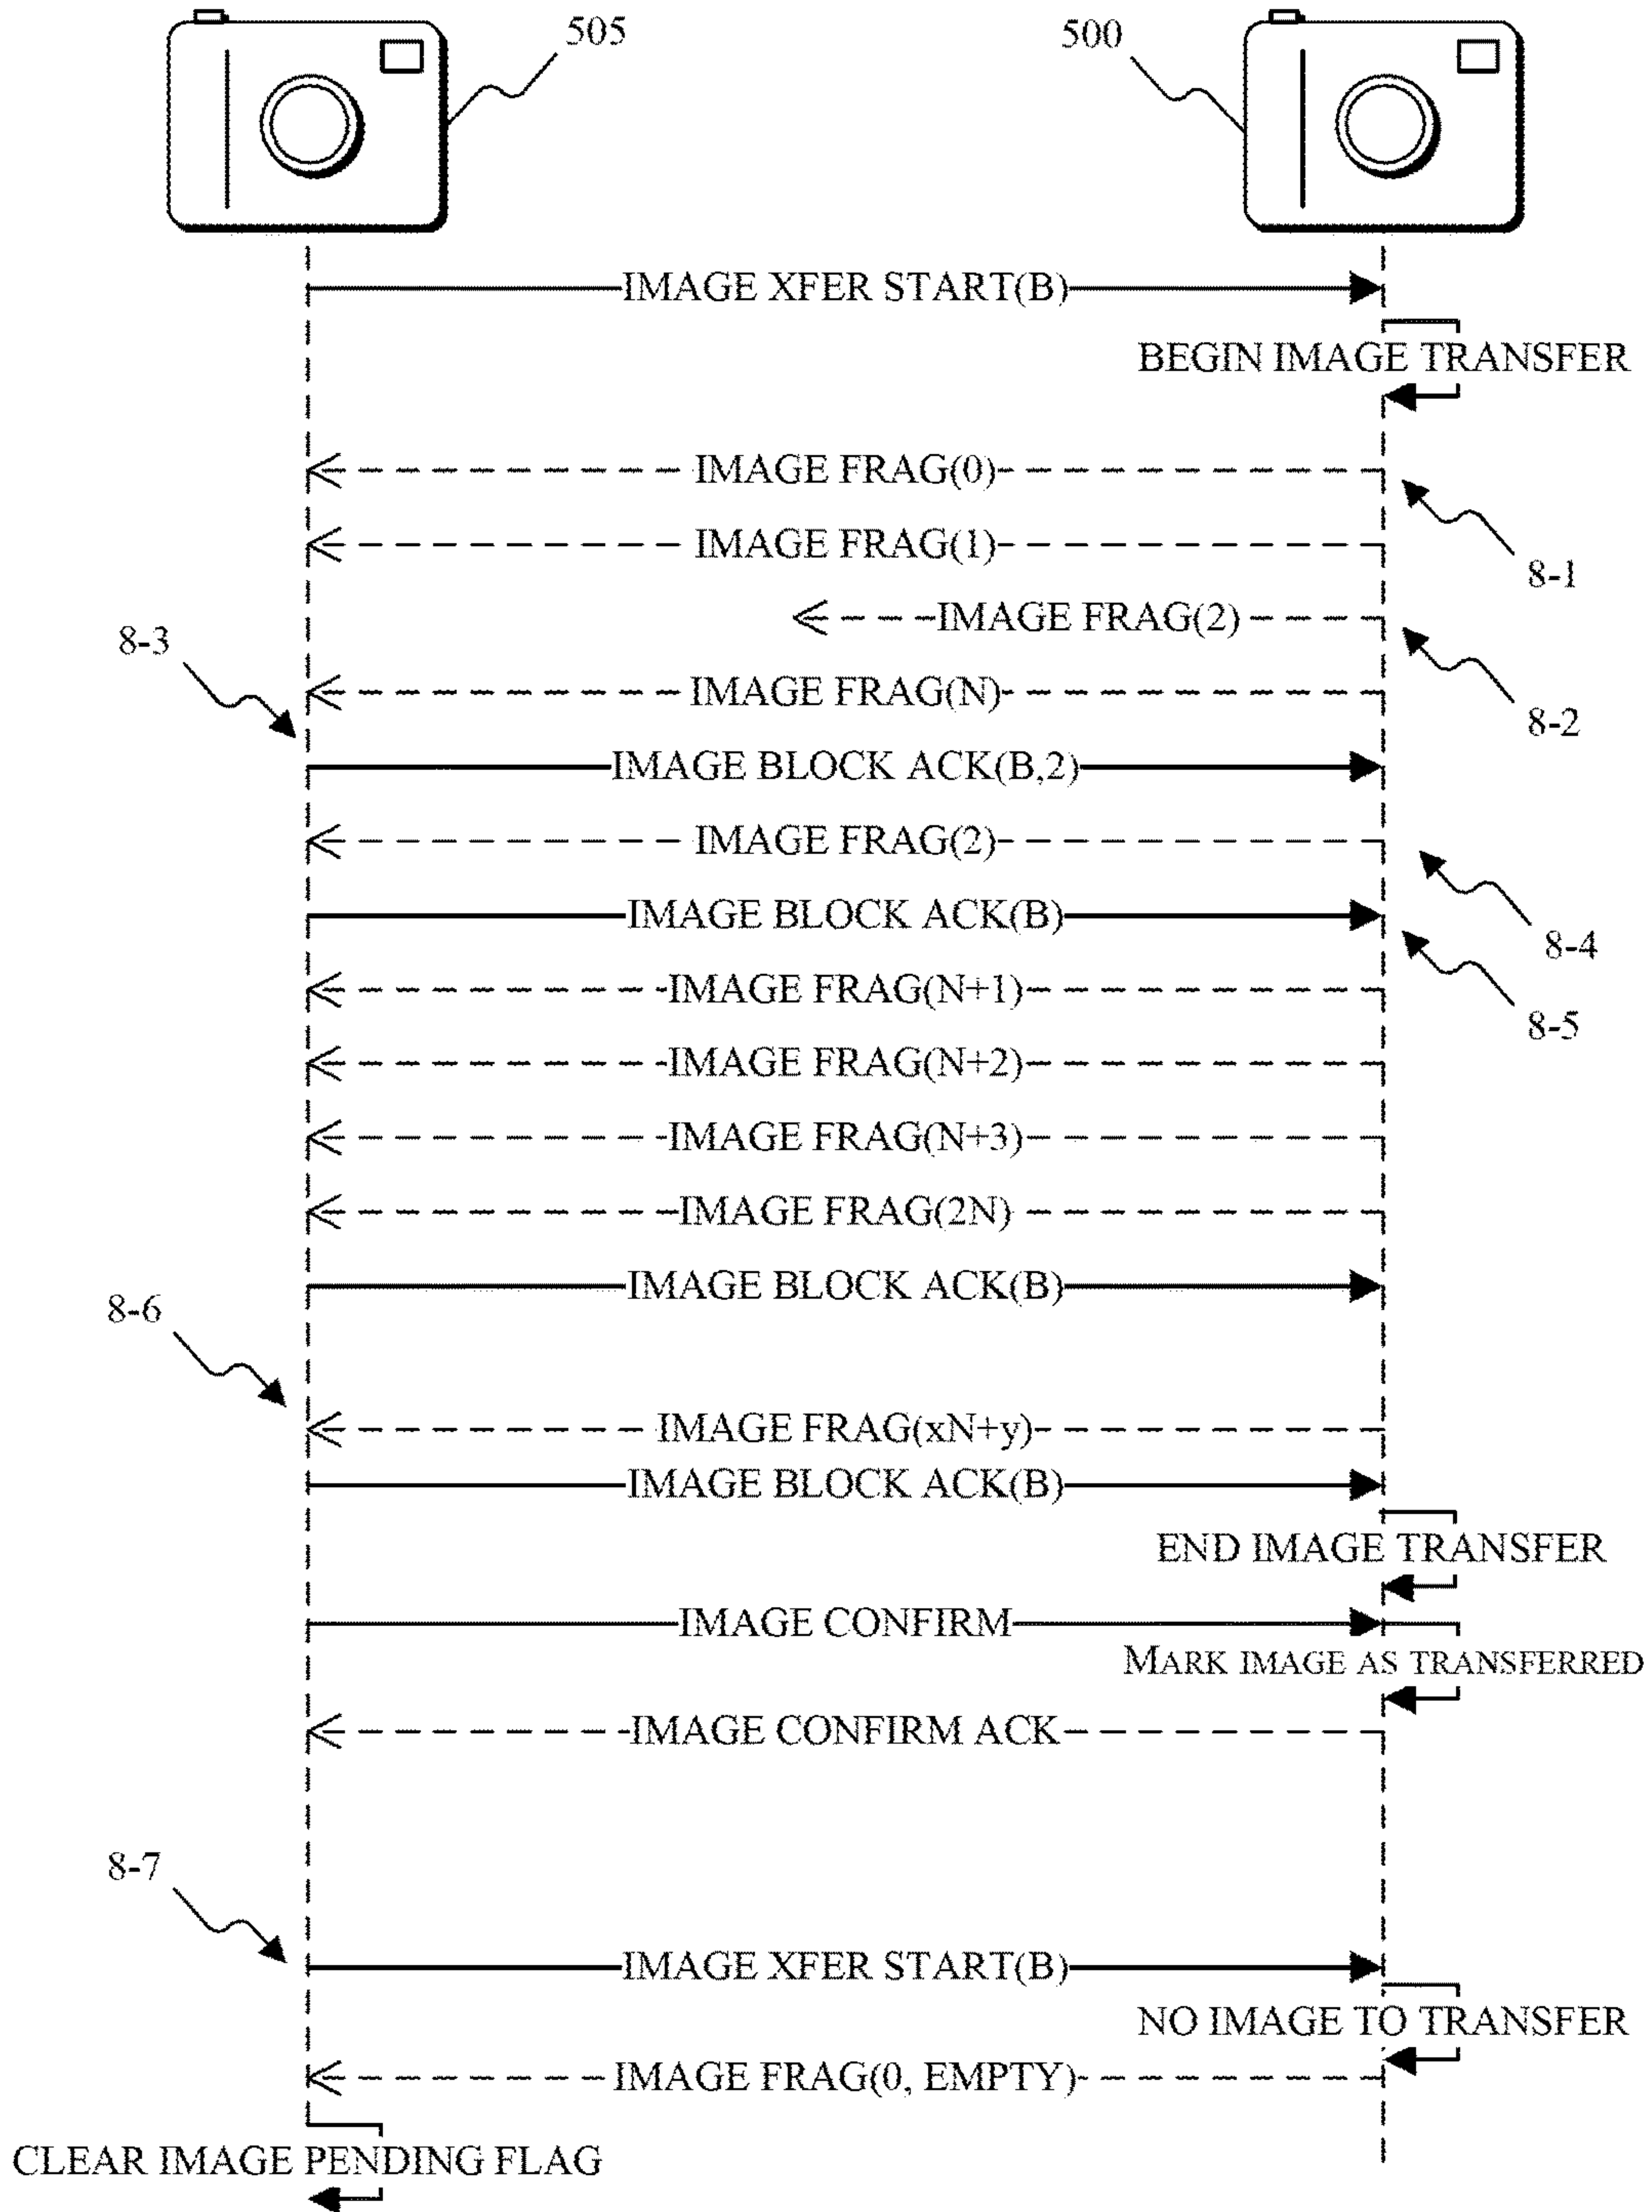 505
500
IMAGE XFER START(B)
BEGIN IMAGE TRANSFER
IMAGE FRAG(0)
8-1
IMAGE FRAG(1)
IMAGE FRAG(2)
8-2
8-3
IMAGE FRAG(N)
IMAGE BLOCK ACK(B,2)
IMAGE FRAG(2)
8-4
IMAGE BLOCK ACK(B)
8-5
IMAGE FRAG(N+1)
IMAGE FRAG(N+2)
IMAGE FRAG(N+3)
IMAGE FRAG(2N)
IMAGE BLOCK ACK(B)
8-6
IMAGE FRAG(xN+y)
IMAGE BLOCK ACK(B)
END IMAGE TRANSFER
IMAGE CONFIRM
MARK IMAGE AS TRANSFERRED
IMAGE CONFIRM ACK
8-7
IMAGE XFER START(B)
NO IMAGE TO TRANSFER
IMAGE FRAG(0, EMPTY)
CLEAR IMAGE PENDING FLAG